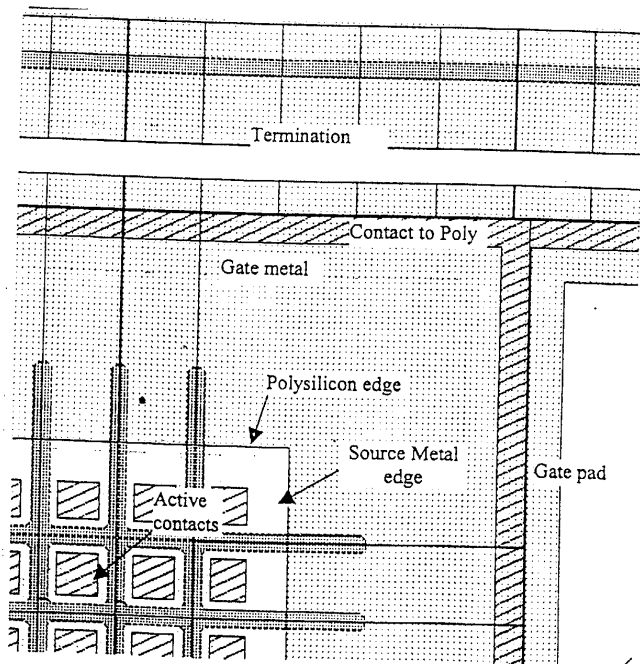 Termination
Contact to Poly
Gate metal
Polysilicon edge
Source Metal
edge
Gate pad
Active
contacts